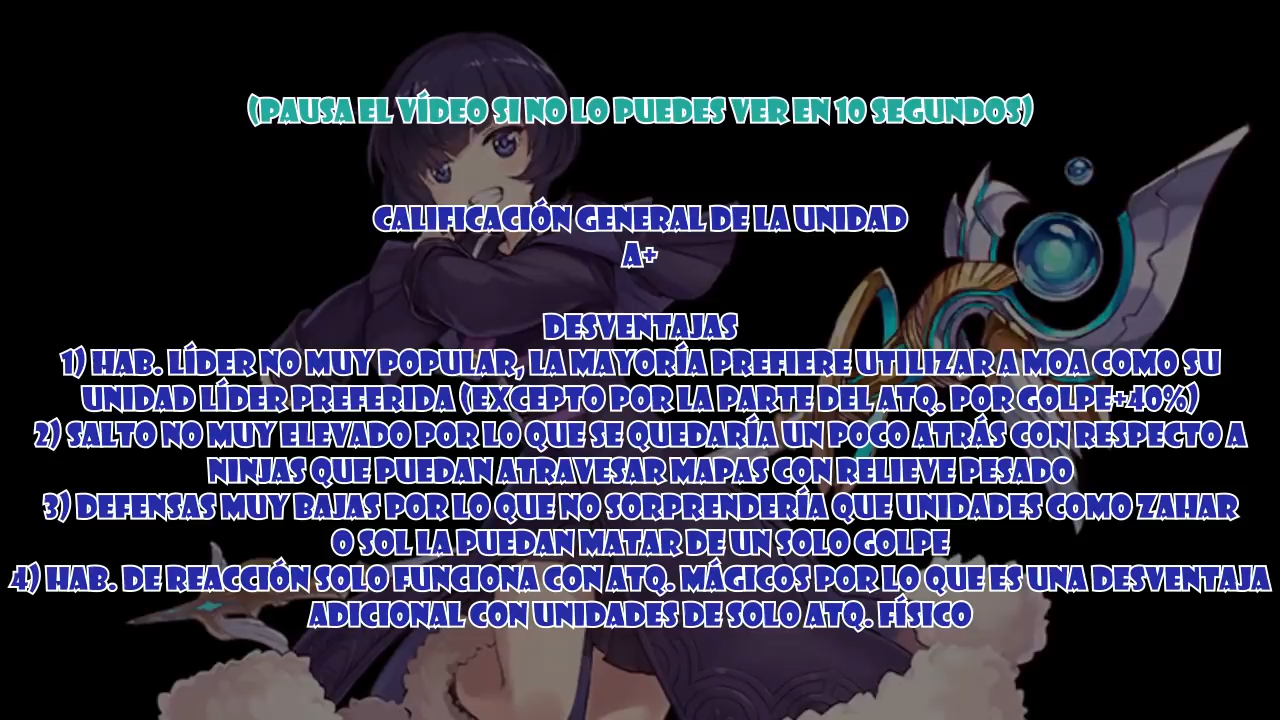 (PAUSA EL VÍDEO SI NO LO PUEDES VER EN 10 SEGUNDOS)
CALIFICACIÓN GENERAL DE LA UNIDAD
A+
DESVENTAJAS
1) HAB. LÍDER NO MUY POPULAR, LA MAYORÍA PREFIERE UTILIZAR A MOA COMO SU
UNIDAD LÍDER PREFERIDA (EXCEPTO POR LA PARTE DEL ATQ. POR GOLPE+40%)
2) SALTO NO MUY ELEVADO POR LO QUE SE QUEDARÍA UN POCO ATRÁS CON RESPECTO A
NINJAS QUE PUEDAN ATRAVESAR MAPAS CON RELIEVE PESADO
3) DEFENSAS MUY BAJAS POR LO QUE NO SORPRENDERÍA QUE UNIDADES COMO ZAHAR
O SOL LA PUEDAN MATAR DE UN SOLO GOLPE
4) HAB. DE REACCIÓN SOLO FUNCIONA CON ATQ. MÁGICOS POR LO QUE ES UNA DESVENTAJA
ADICIONAL CON UNIDADES DE SOLO ATQ. FÍSICO